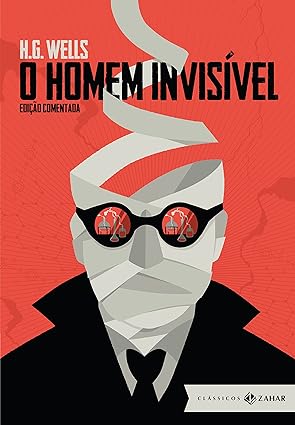 H.G. WELLS
O HOMEM INVISÍVEL
EDIÇÃO COMENTADA
CLÁSSICOS ZAHAR